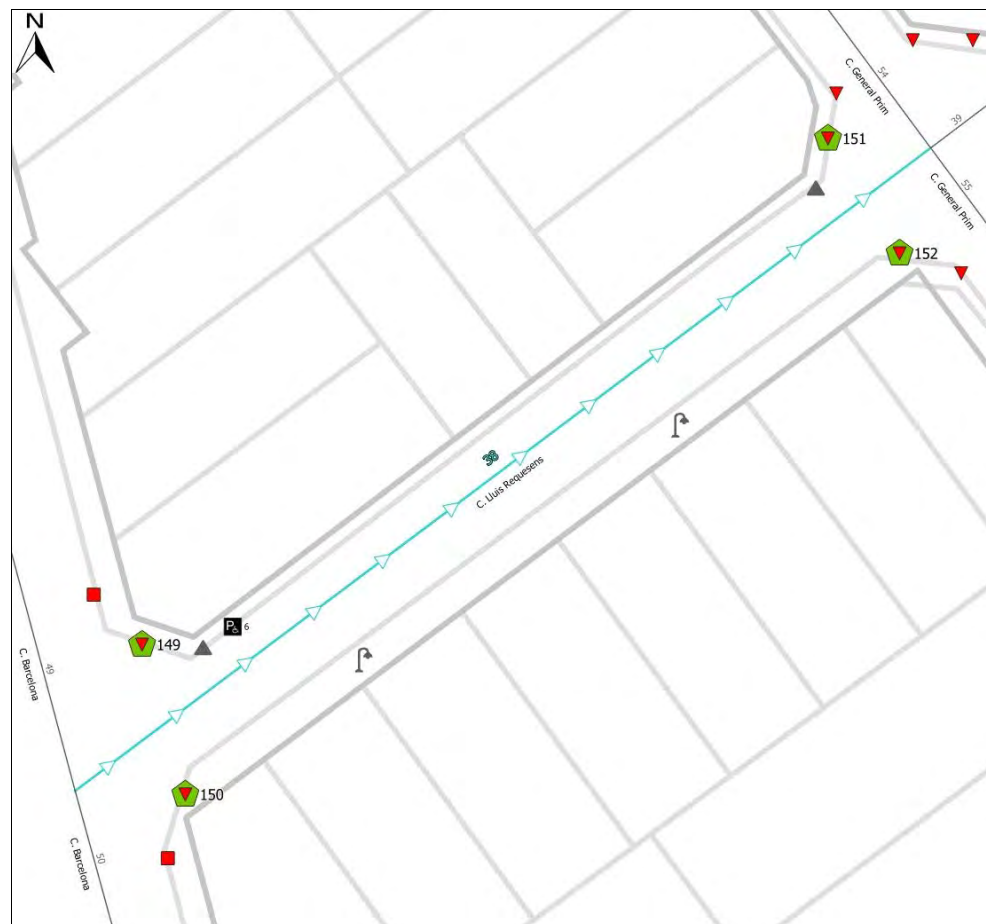 N
C. General Prim
54
39
151
C. General Prim
55
152
38
C. Lluis Requesens
P 6
149
C. Barcelona
49
150
C. Barcelona
50